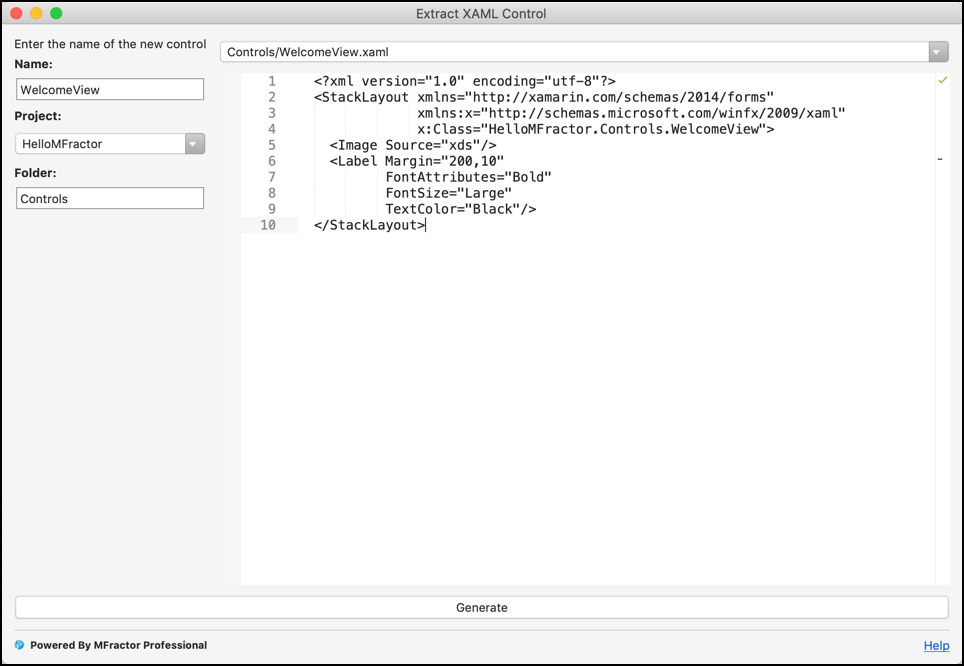 Extract XAML Control
Enter the name of the new control
Name:
WelcomeView
Project:
HelloMFractor
Folder:
Controls
Controls/WelcomeView.xaml
1 <?xml version="1.0" encoding="utf-8"?>
2 <StackLayout xmlns="http://xamarin.com/schemas/2014/forms"
3 xmlns:x="http://schemas.microsoft.com/winfx/2009/xaml"
4 x:Class="HelloMFractor.Controls.WelcomeView">
5 <Image Source="xds"/>
6 <Label Margin="200,10"
7 FontAttributes="Bold"
8 FontSize="Large"
9 TextColor="Black"/>
10 </StackLayout>
Generate
Powered By MFractor Professional
Help